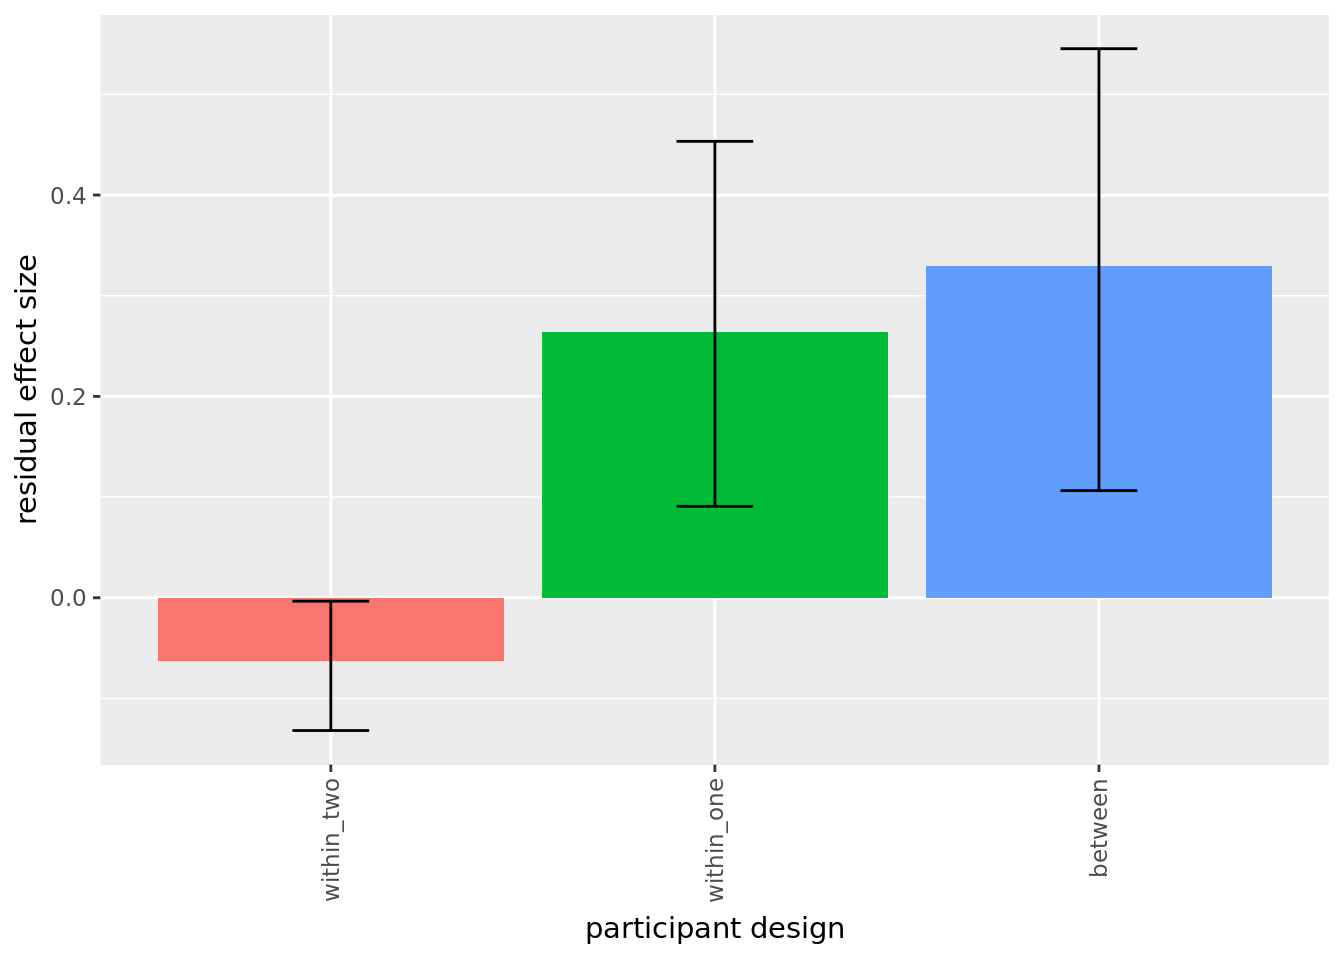 residual effect size
0.4
0.2
0.0
within_two
within_one
between
participant design